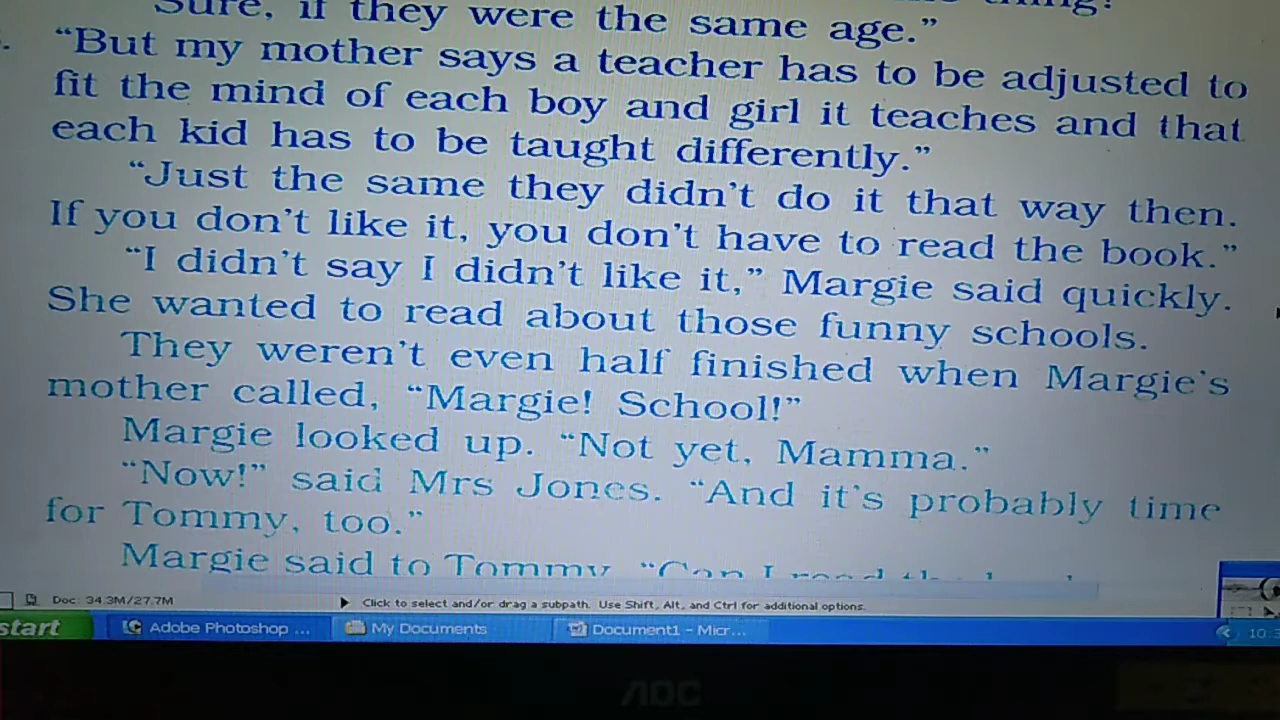 Sure, if they were the same age.”
“But my mother says a teacher has to be adjusted to
fit the mind of each boy and girl it teaches and that
each kid has to be taught differently.”
“Just the same they didn’t do it that way then.
If you don’t like it, you don’t have to read the book.”
“I didn’t say I didn’t like it,” Margie said quickly.
She wanted to read about those funny schools.
They weren’t even half finished when Margie’s
mother called, “Margie! School!”
Margie looked up. “Not yet, Mamma.”
“Now!” said Mrs Jones. “And it’s probably time
for Tommy, too.”
Margie said to Tommy, “Can I read the
Doc: 34.3M/27.7M
Click to select and/or drag a subpath. Use Shift, Alt, and Ctrl for additional options.
start
Adobe Photoshop ...
My Documents
Document1 - Micr...
AOC